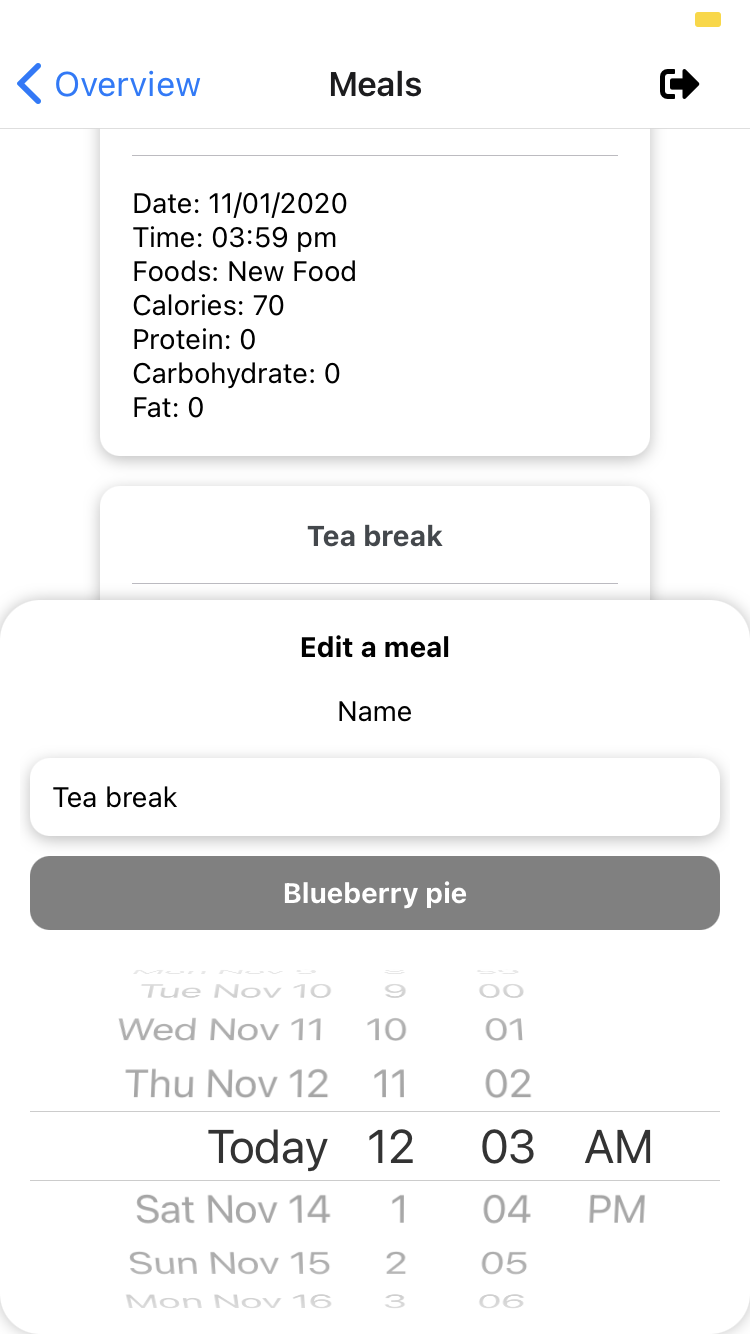 Overview
Meals
Date: 11/01/2020
Time: 03:59 pm
Foods: New Food
Calories: 70
Protein: 0
Carbohydrate: 0
Fat: 0
Tea break
Edit a meal
Name
Tea break
Blueberry pie
Tue Nov 10 9 00
Wed Nov 11 10 01
Thu Nov 12 11 02
Today 12 03 AM
Sat Nov 14 1 04 PM
Sun Nov 15 2 05
Mon Nov 16 3 06